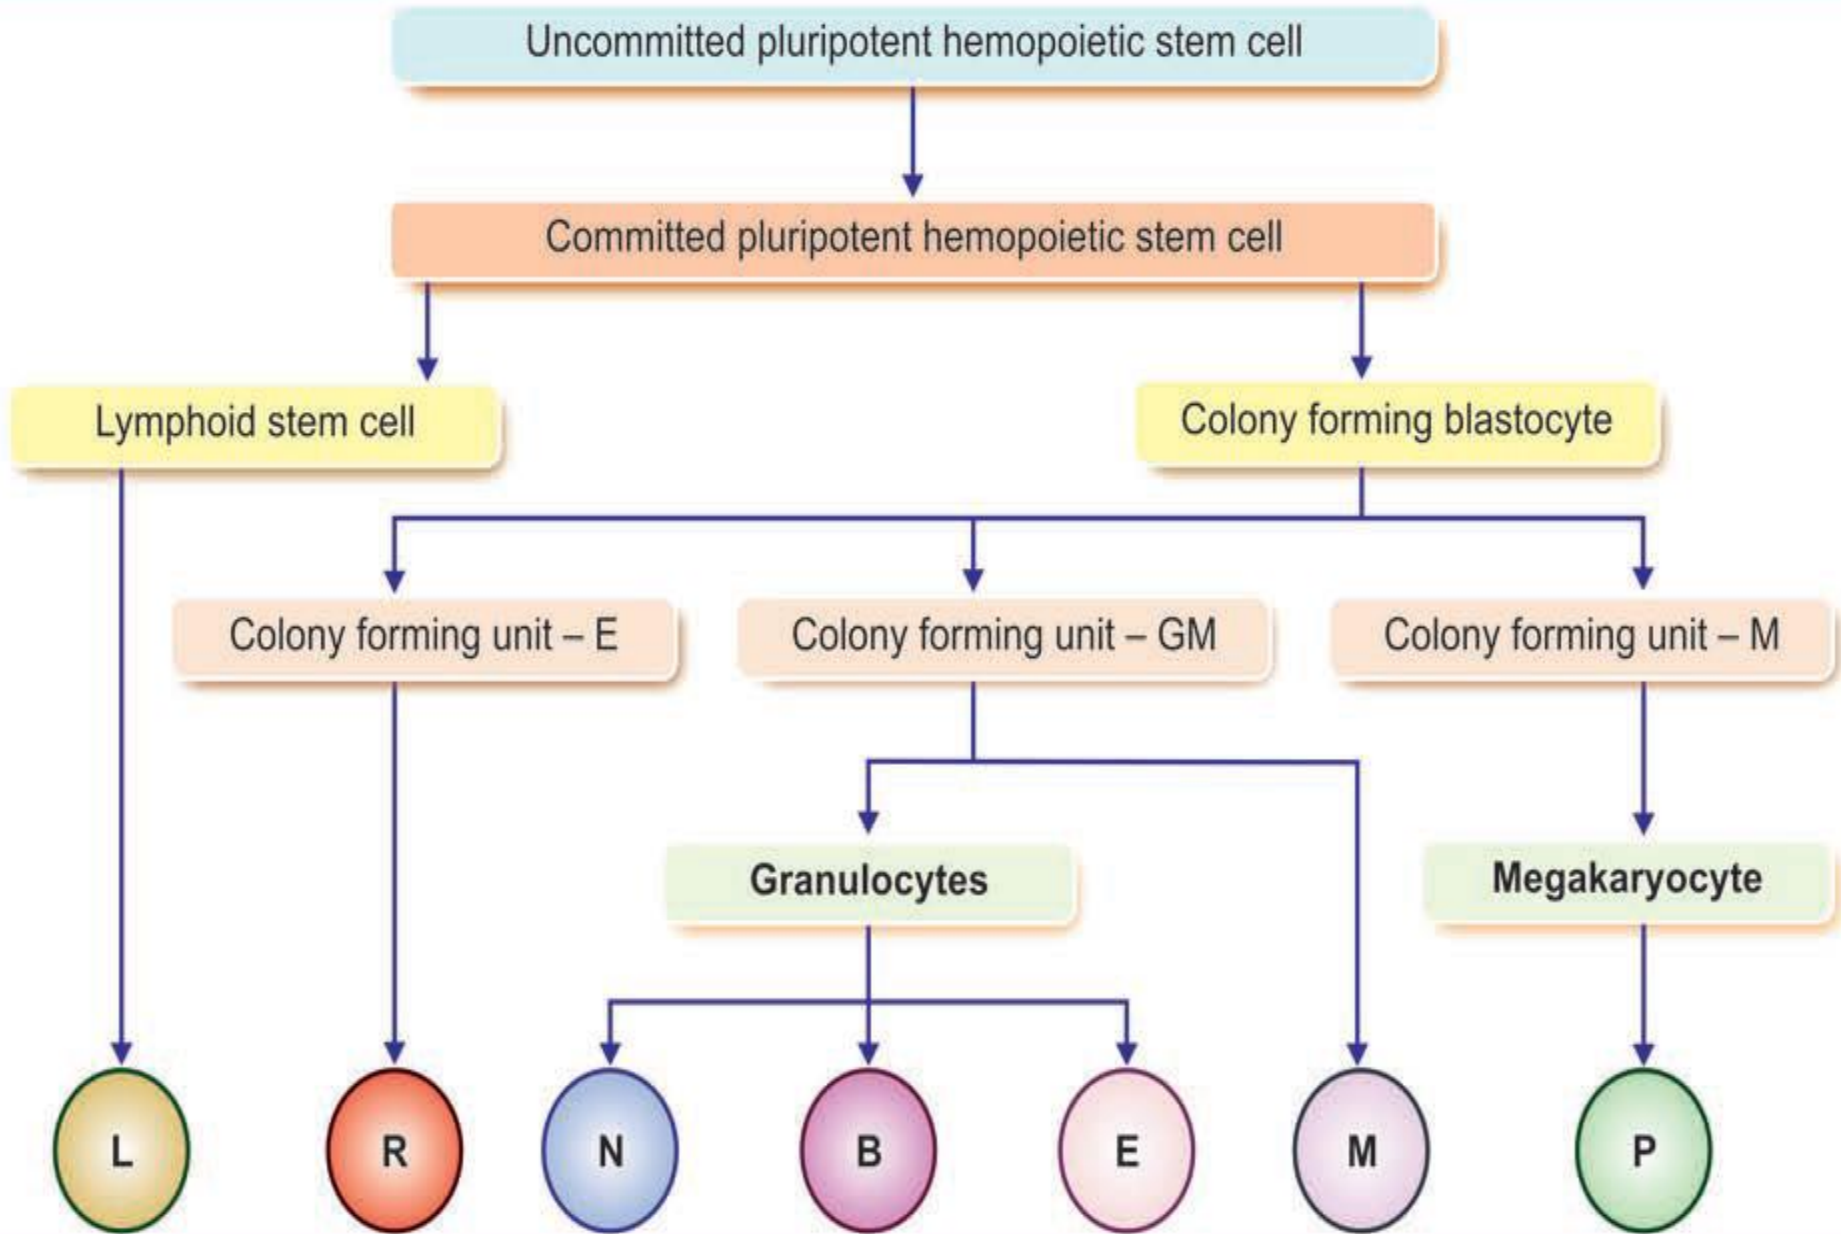 Uncommitted pluripotent hemopoietic stem cell
Committed pluripotent hemopoietic stem cell
Lymphoid stem cell
Colony forming blastocyte
Colony forming unit – E
Colony forming unit – GM
Colony forming unit – M
Granulocytes
Megakaryocyte
L
R
N
B
E
M
P